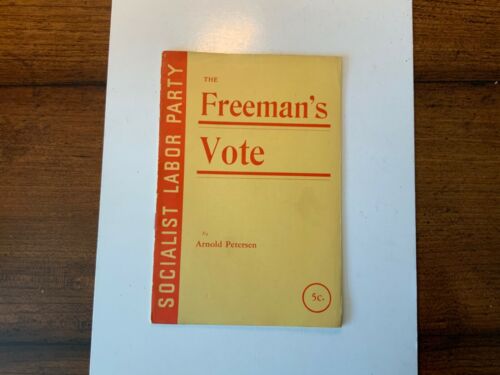 SOCIALIST LABOR PARTY
THE
Freeman's
Vote
By
Arnold Petersen
5c.